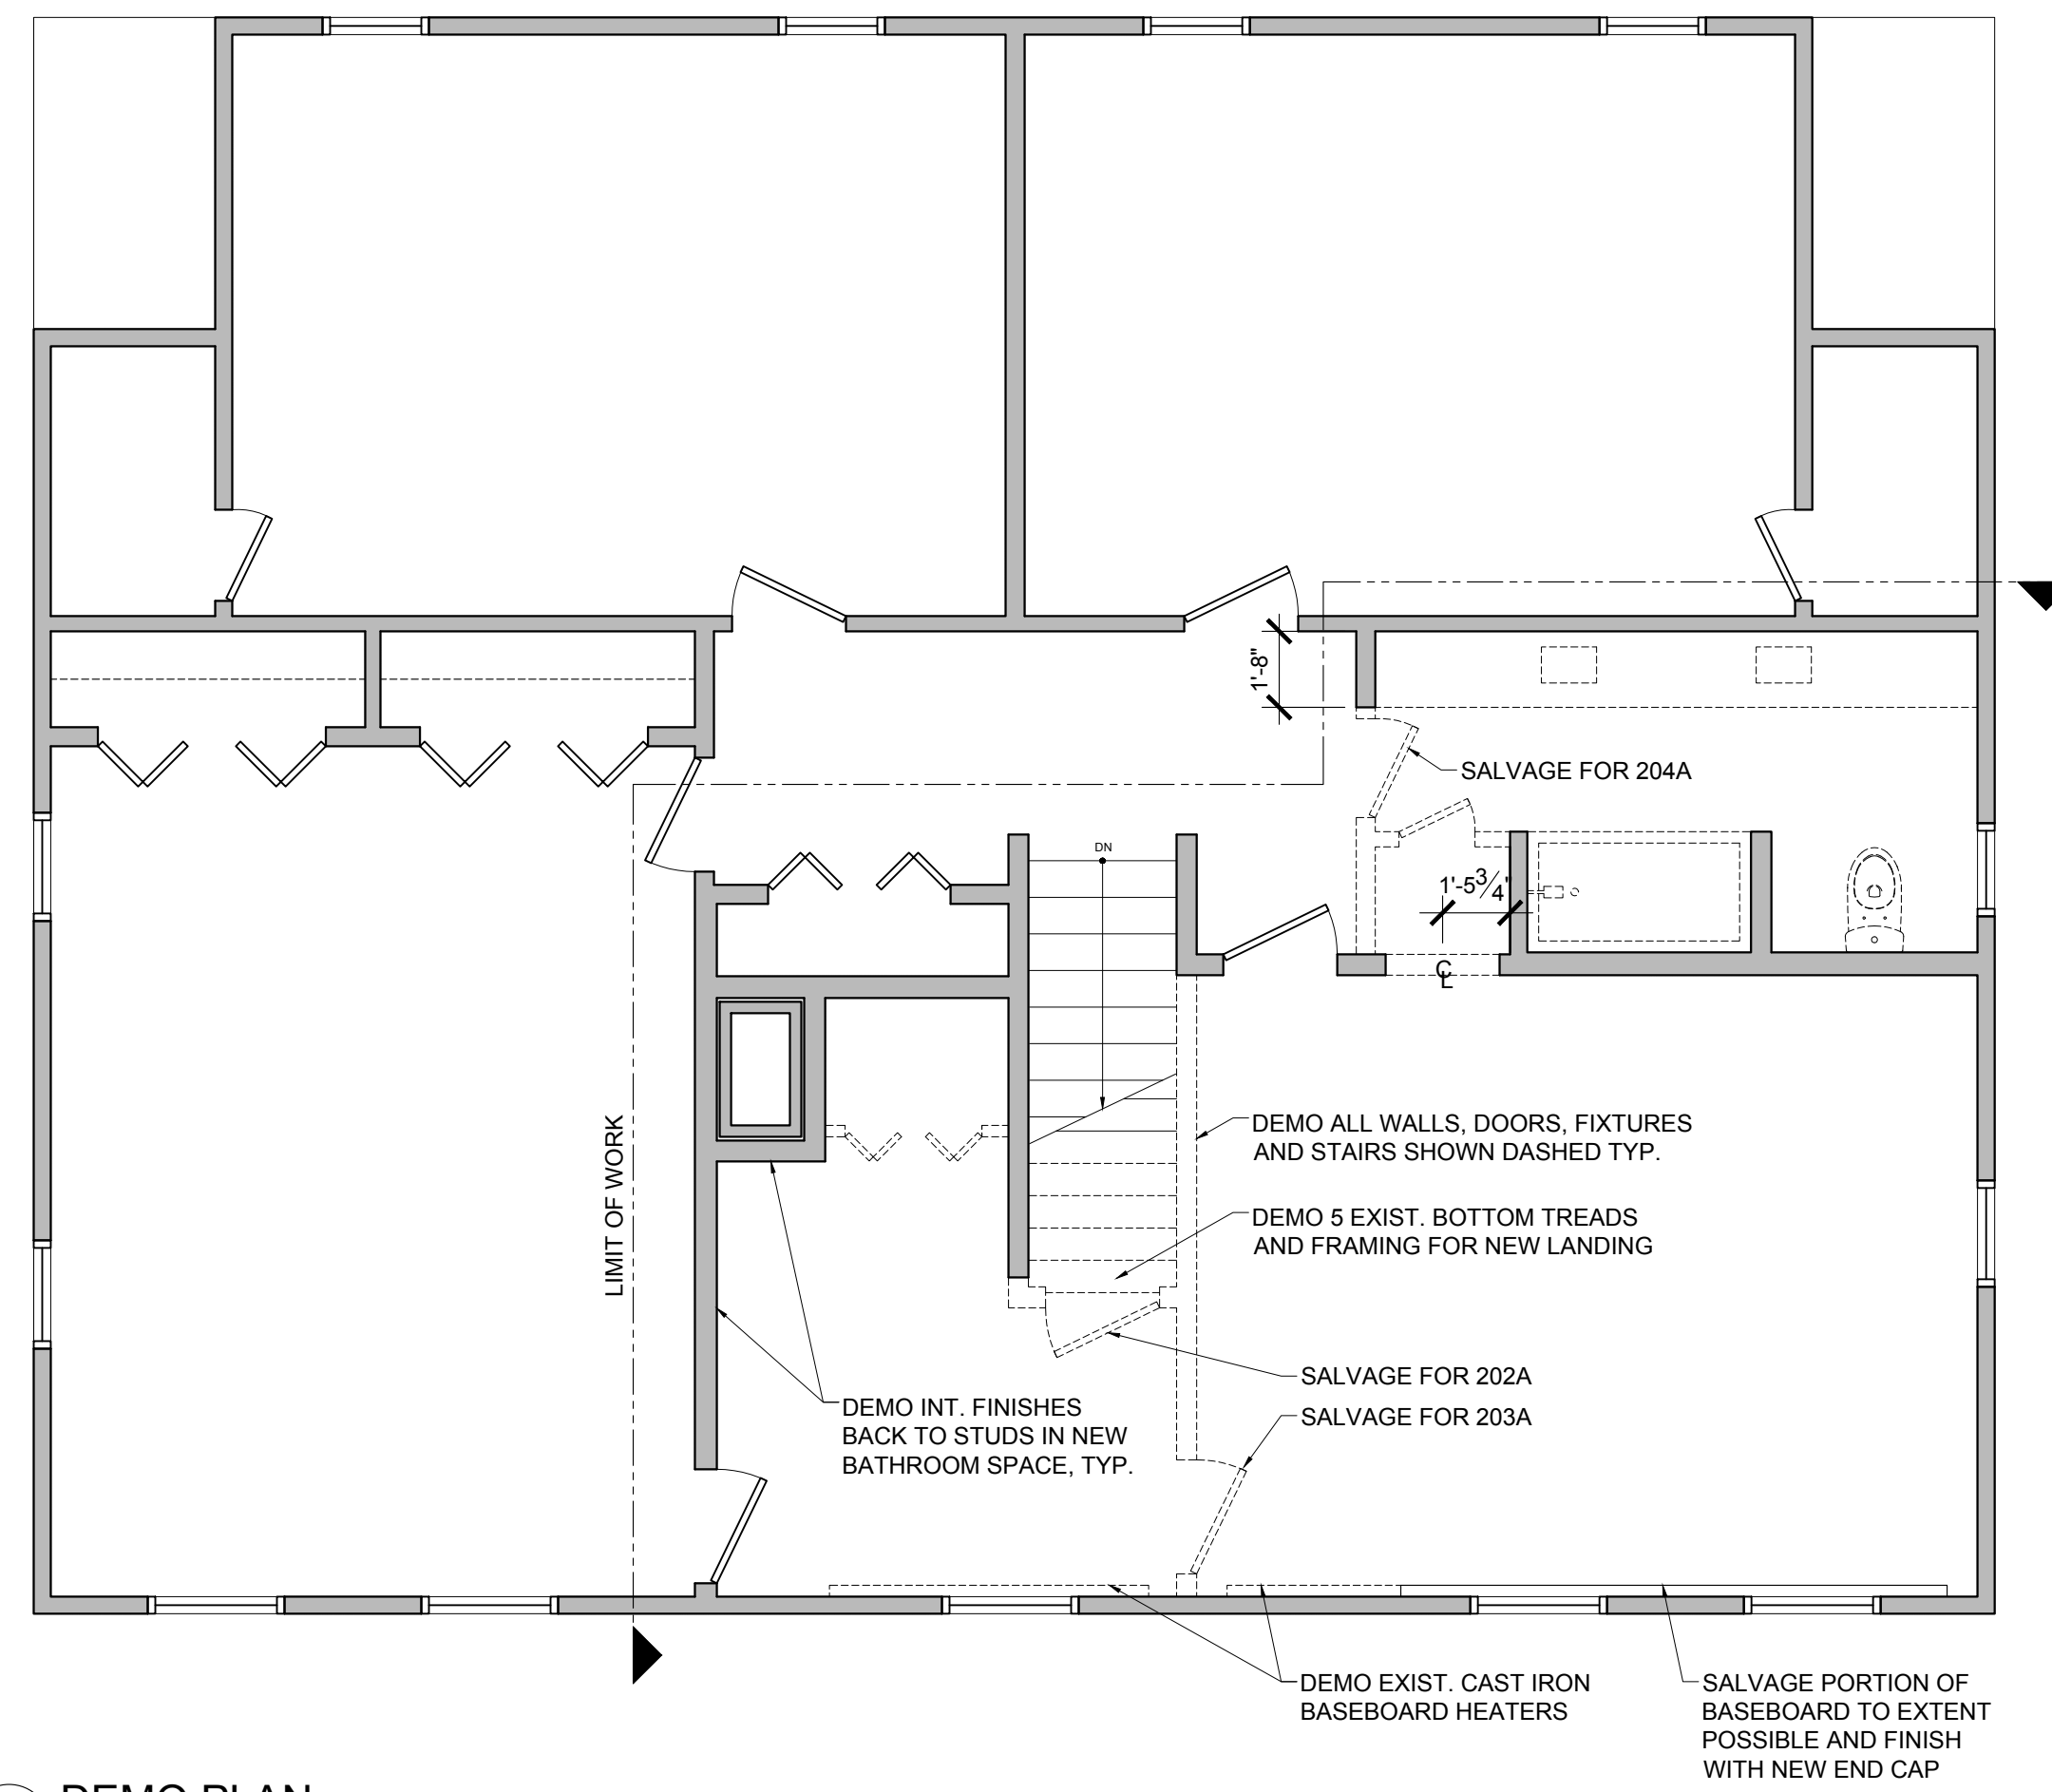 1'-8"
SALVAGE FOR 204A
DN
1'-5 3/4"
CL
LIMIT OF WORK
DEMO ALL WALLS, DOORS, FIXTURES
AND STAIRS SHOWN DASHED TYP.
DEMO 5 EXIST. BOTTOM TREADS
AND FRAMING FOR NEW LANDING
SALVAGE FOR 202A
SALVAGE FOR 203A
DEMO INT. FINISHES
BACK TO STUDS IN NEW
BATHROOM SPACE, TYP.
DEMO EXIST. CAST IRON
BASEBOARD HEATERS
SALVAGE PORTION OF
BASEBOARD TO EXTENT
POSSIBLE AND FINISH
WITH NEW END CAP
DEMO PLAN